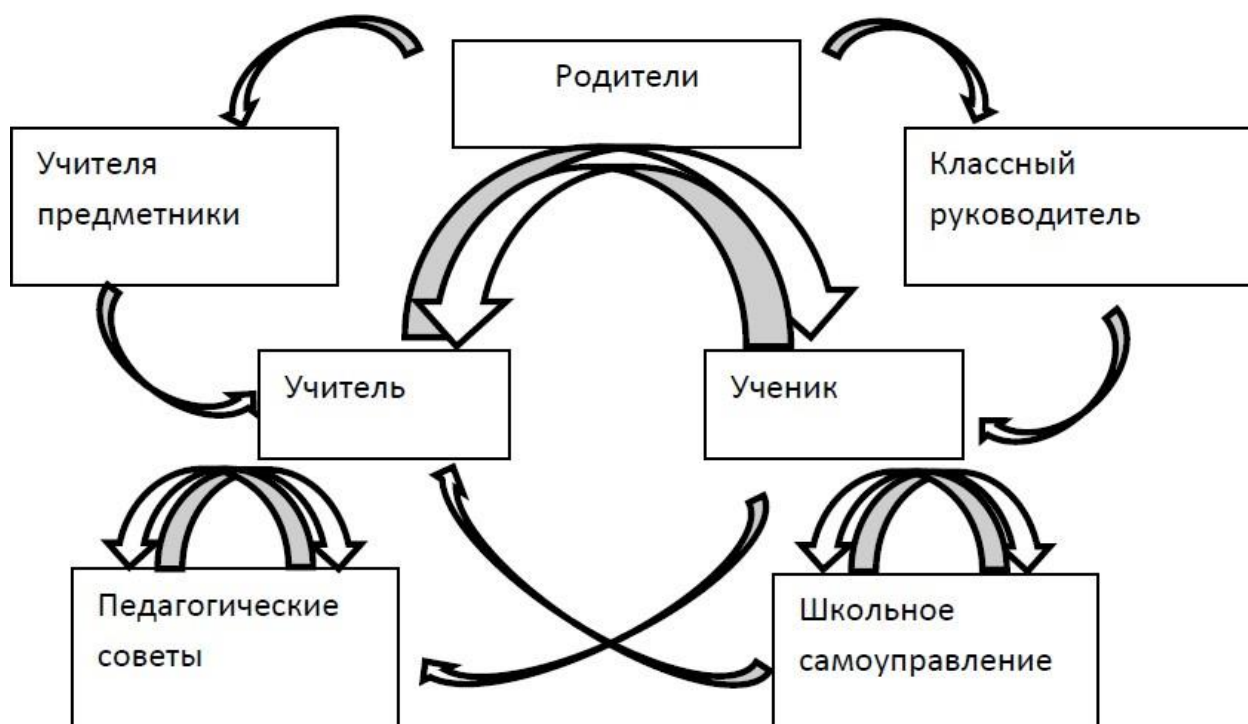 Родители
Учителя
предметники
Классный
руководитель
Учитель
Ученик
Педагогические
советы
Школьное
самоуправление